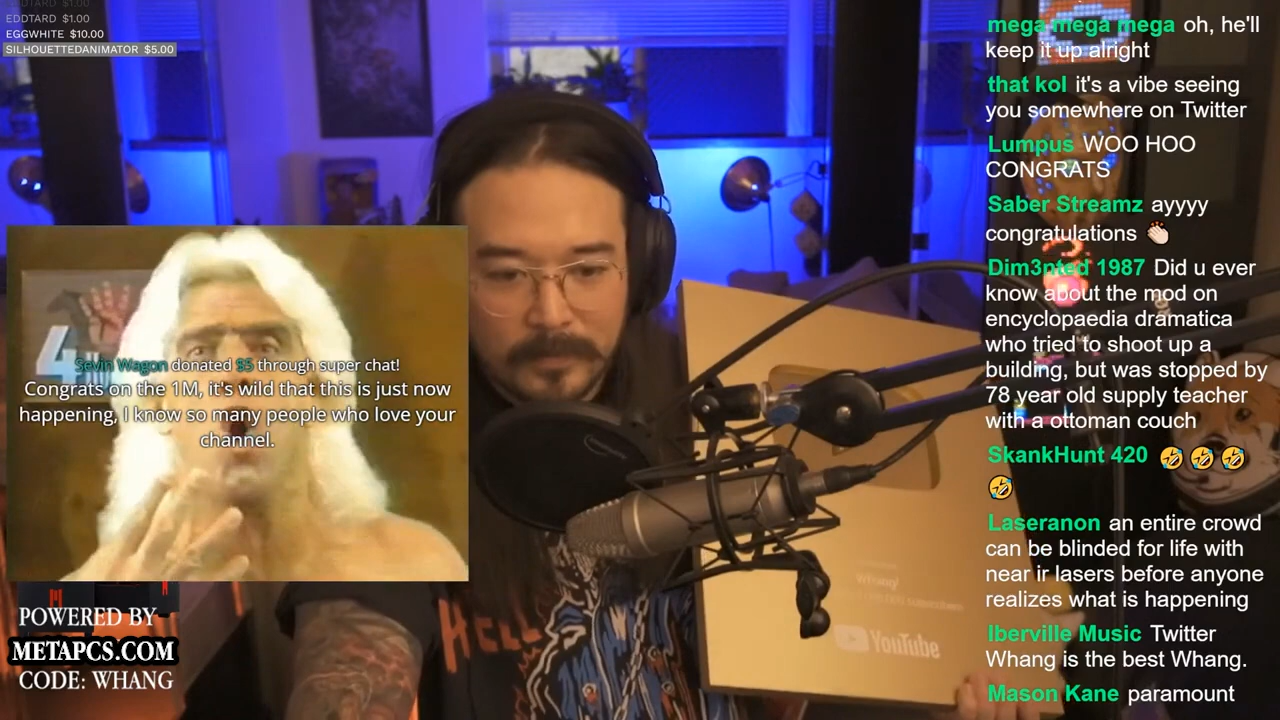 EDDTARD $1.00
EGGWHITE $10.00
SILHOUETTEDANIMATOR $5.00
4
Sevin Wagon donated $5 through super chat!
Congrats on the 1M, it's wild that this is just now
happening, I know so many people who love your
channel.
POWERED BY
METAPCS.COM
CODE: WHANG
HELL
Whang!
YouTube
mega mega mega oh, he'll
keep it up alright
that kol it's a vibe seeing
you somewhere on Twitter
Lumpus WOO HOO
CONGRATS
Saber Streamz ayyyy
congratulations 👏🏻
Dim3nted 1987 Did u ever
know about the mod on
encyclopaedia dramatica
who tried to shoot up a
building, but was stopped by
78 year old supply teacher
with a ottoman couch
SkankHunt 420 🤣🤣🤣
🤣
Laseranon an entire crowd
can be blinded for life with
near ir lasers before anyone
realizes what is happening
Iberville Music Twitter
Whang is the best Whang.
Mason Kane paramount